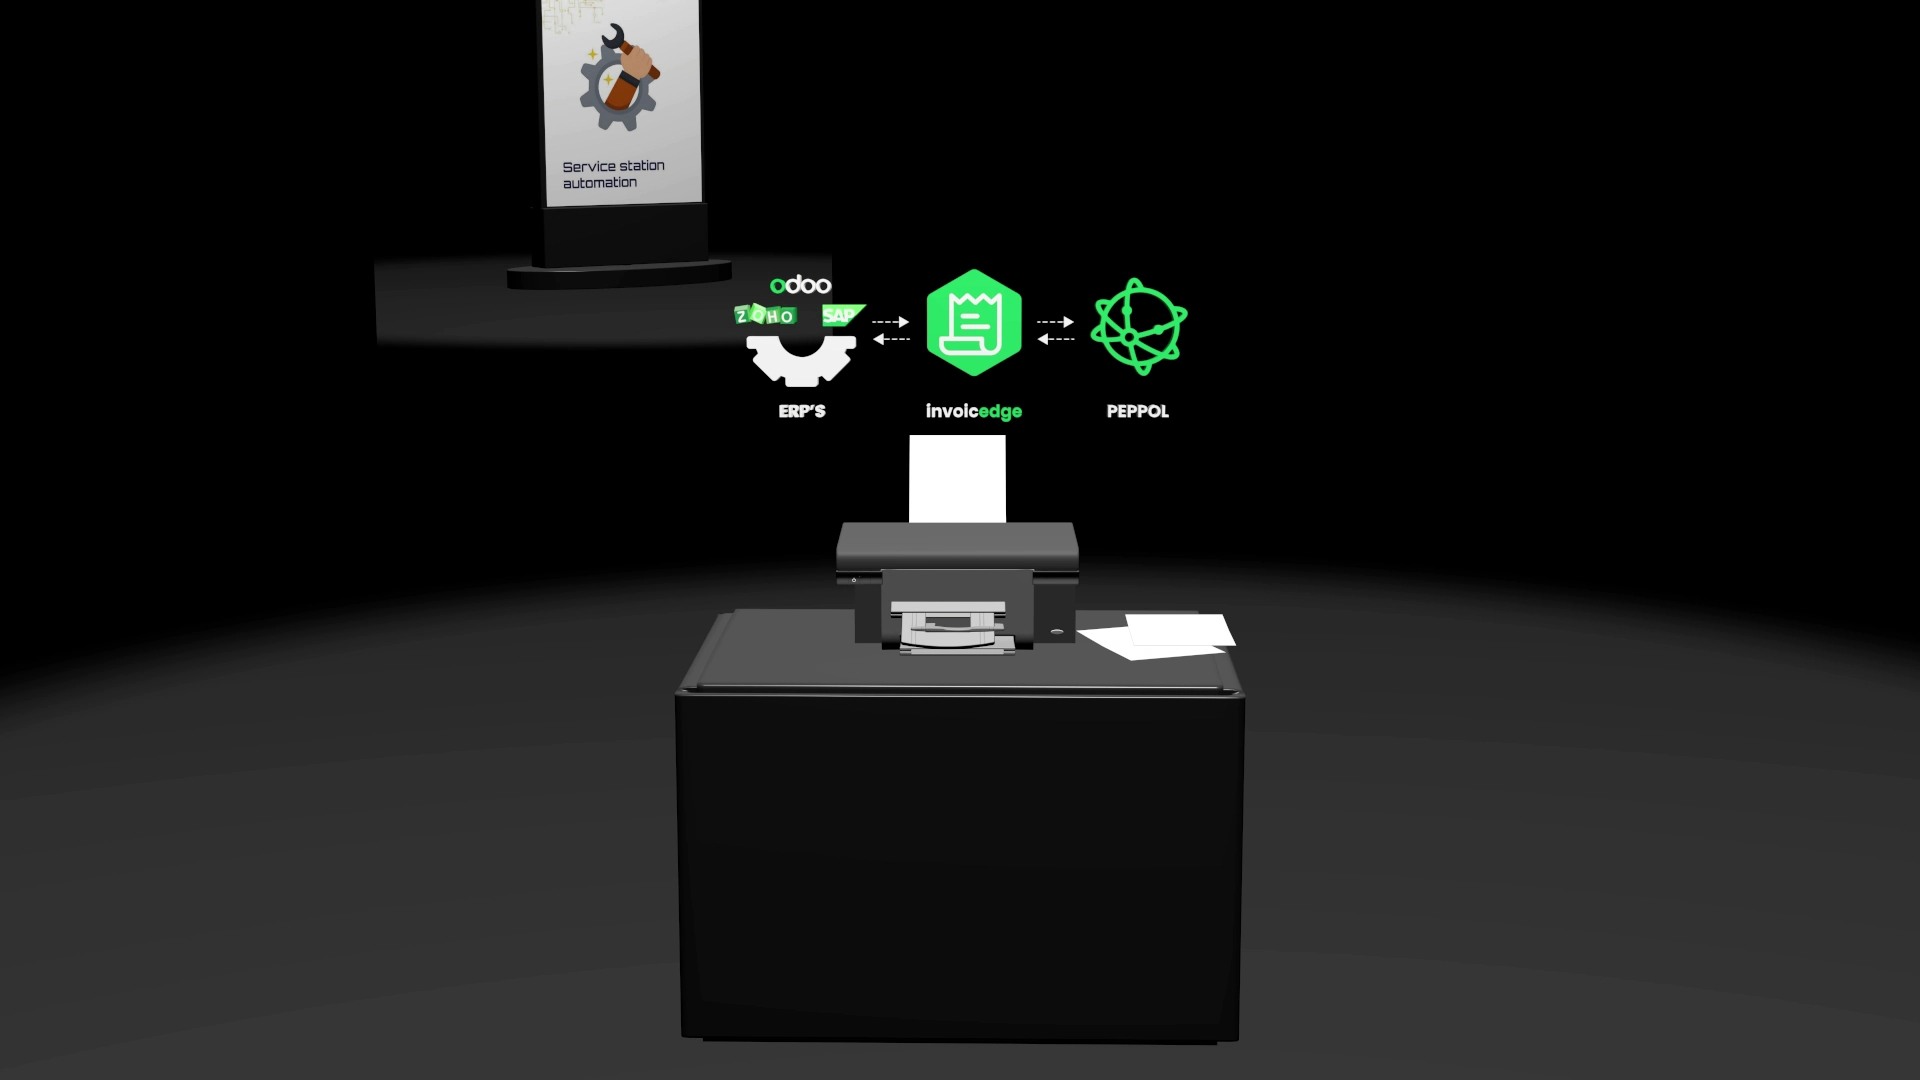 Service station
automation
odoo
ZOHO
SAP
ERP'S
invoicedge
PEPPOL